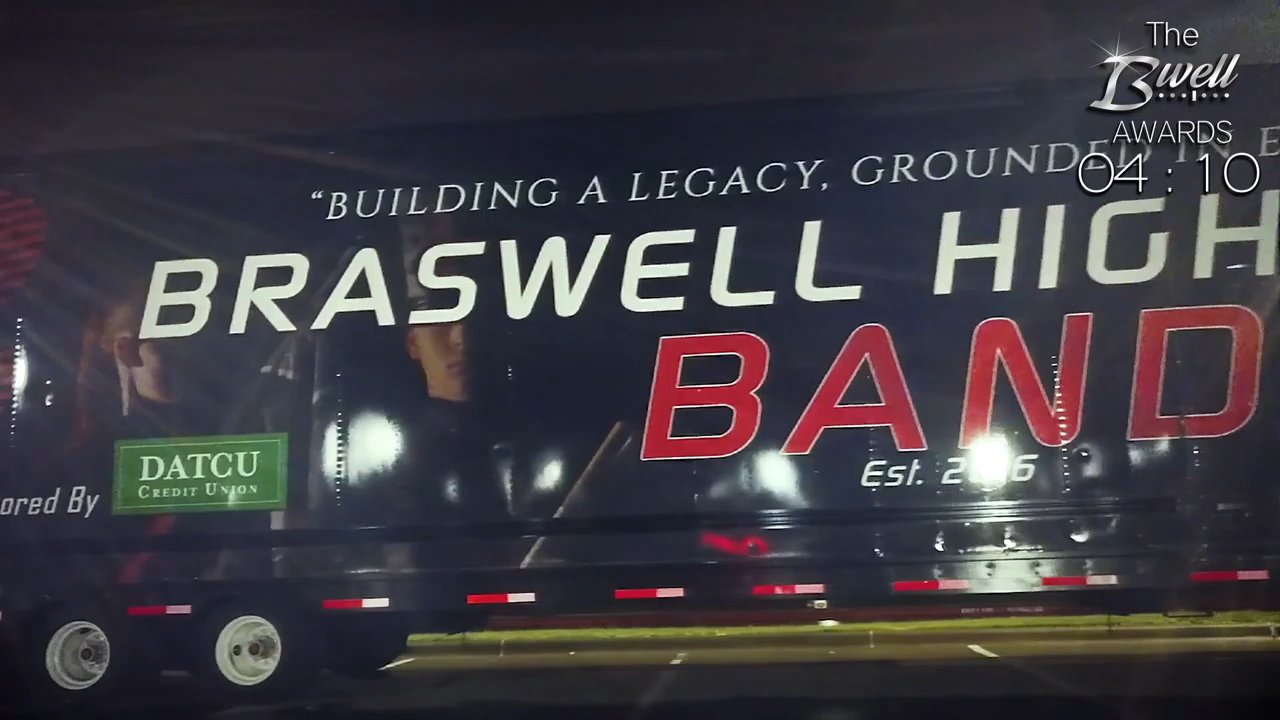 The
Bwell
AWARDS
04 : 10
"BUILDING A LEGACY, GROUNDED IN E
BRASWELL HIGH
BAND
Est.
DATCU
CREDIT UNION
ored By